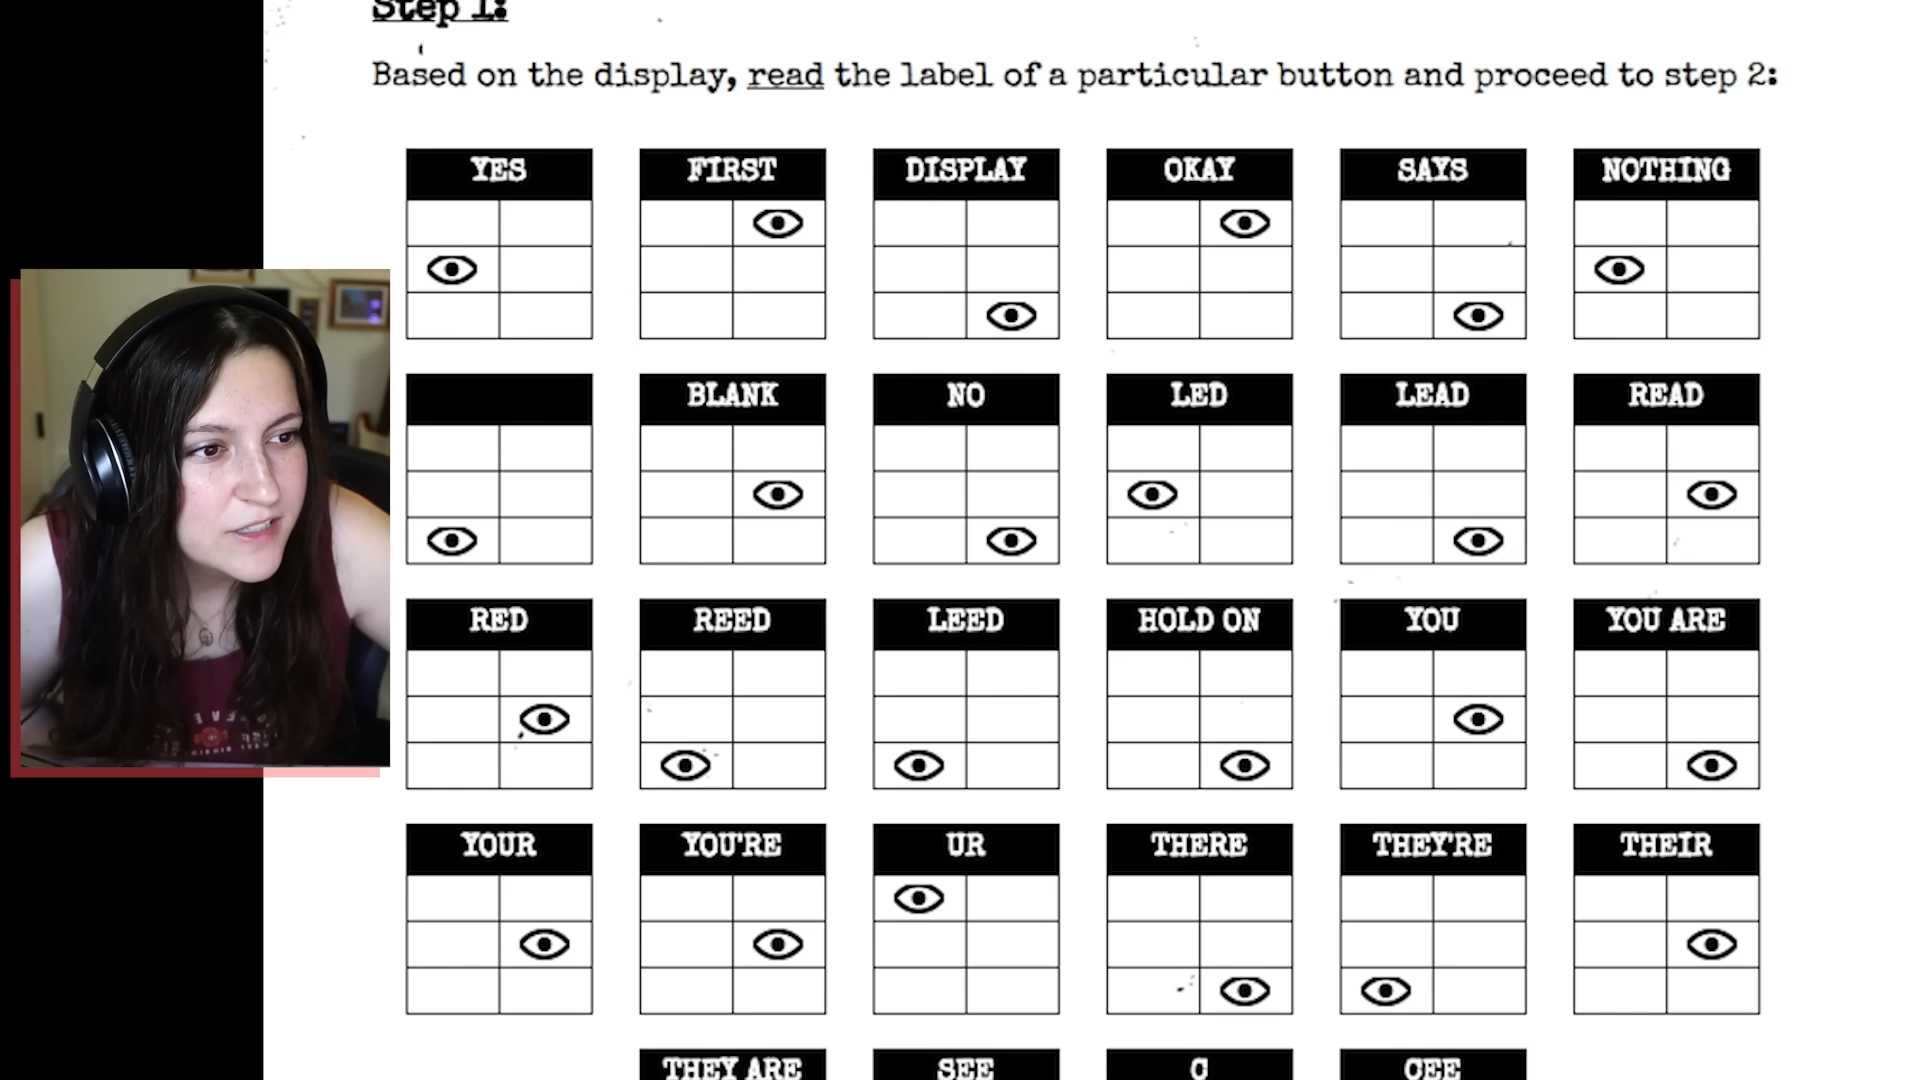 Step 1:
Based on the display, read the label of a particular button and proceed to step 2:
YES FIRST DISPLAY OKAY SAYS NOTHING
BLANK NO LED LEAD READ
RED REED LEED HOLD ON YOU YOU ARE
YOUR YOU'RE UR THERE THEY'RE THEIR
THEY ARE SEE C CEE